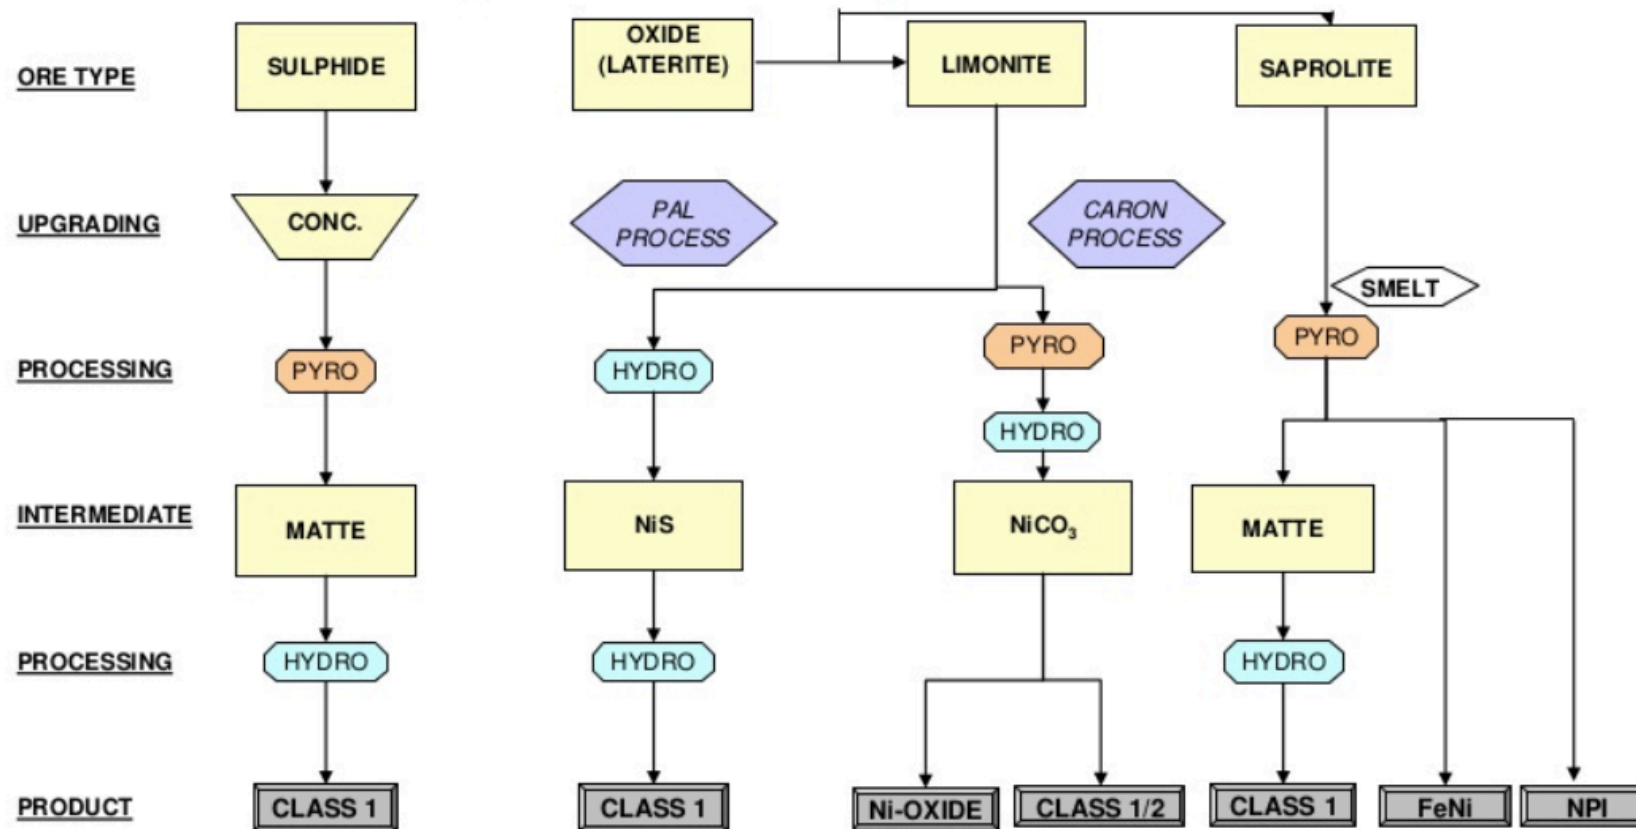 ORE TYPE
SULPHIDE
OXIDE
(LATERITE)
LIMONITE
SAPROLITE
UPGRADING
CONC.
PAL
PROCESS
CARON
PROCESS
SMELT
PROCESSING
PYRO
HYDRO
PYRO
HYDRO
PYRO
INTERMEDIATE
MATTE
NiS
NiCO₃
MATTE
PROCESSING
HYDRO
HYDRO
HYDRO
PRODUCT
CLASS 1
CLASS 1
Ni-OXIDE
CLASS 1/2
CLASS 1
FeNi
NPI